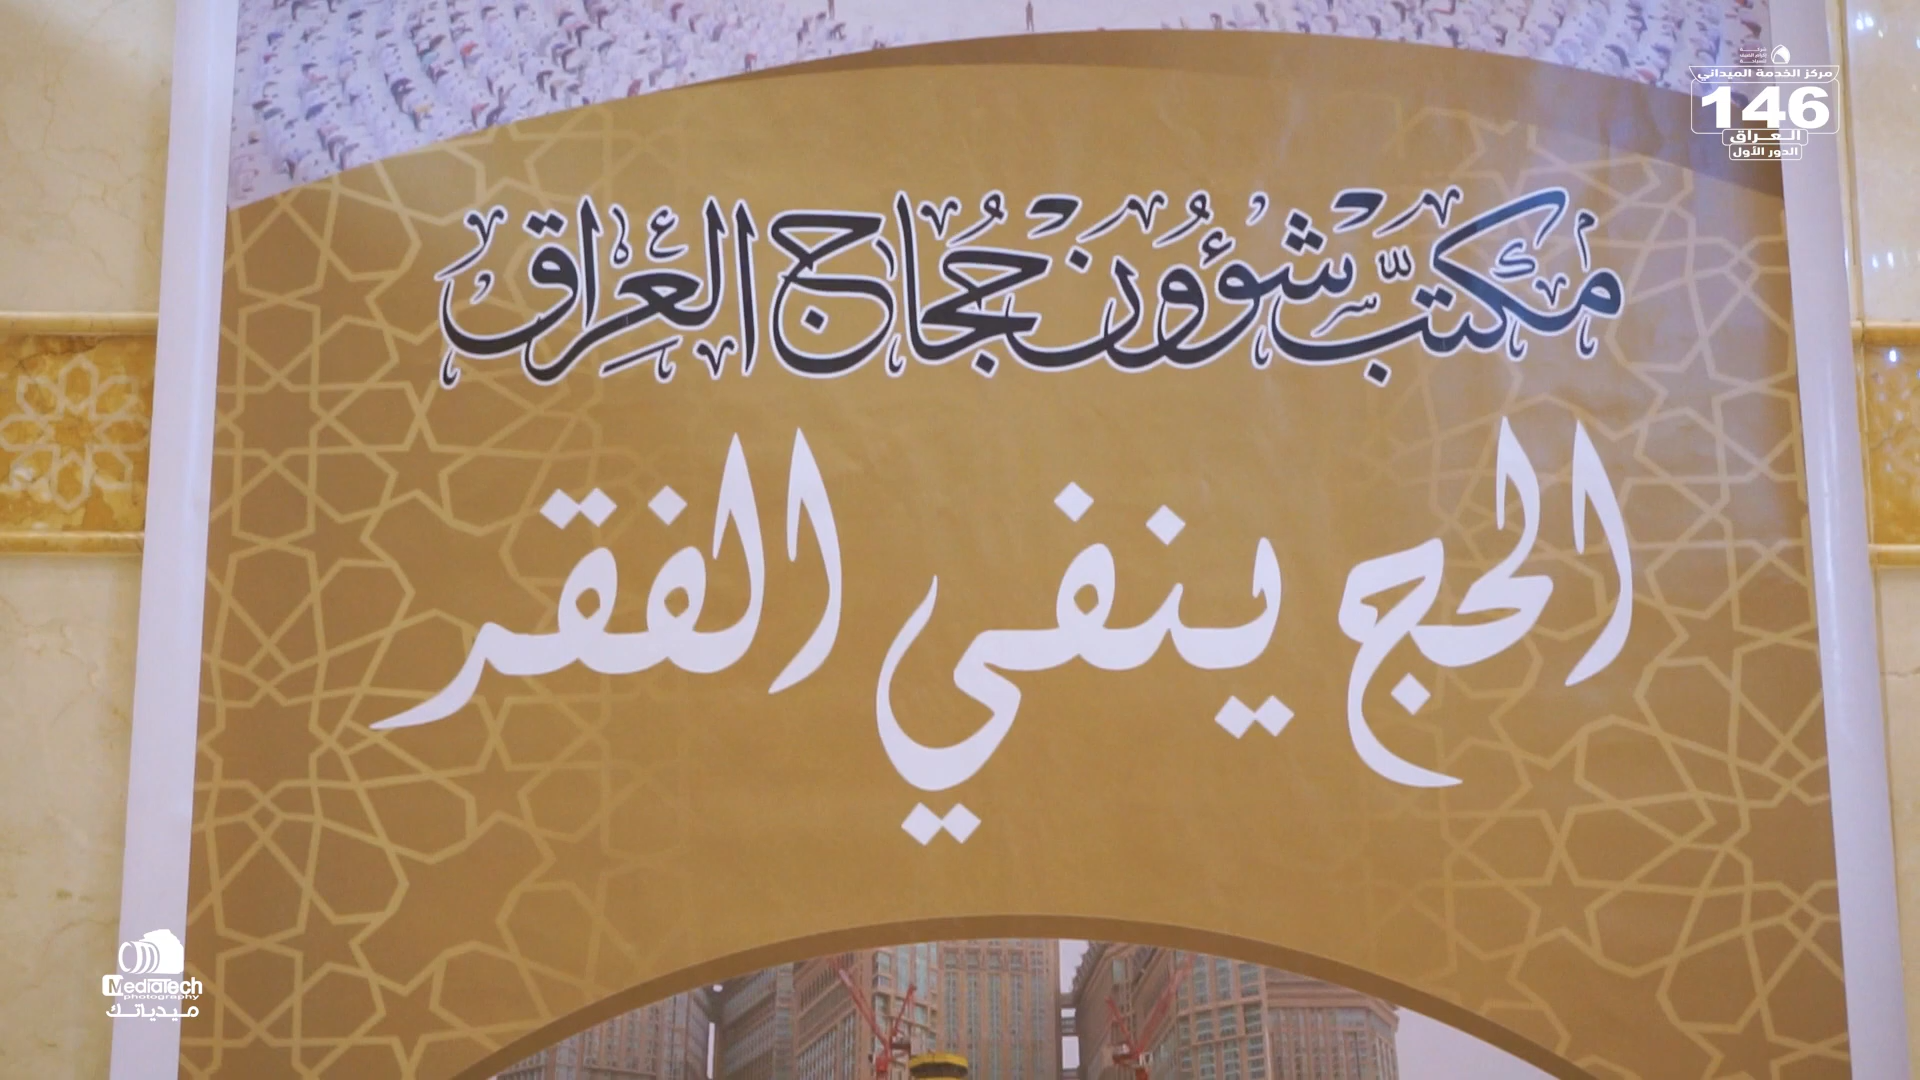 مركز الخدمة الميداني
146
العراق
الدور الأول
مكتب شؤون حجاج العراق
الحج ينفي الفقر
MediaTech
photography
ميدياتك